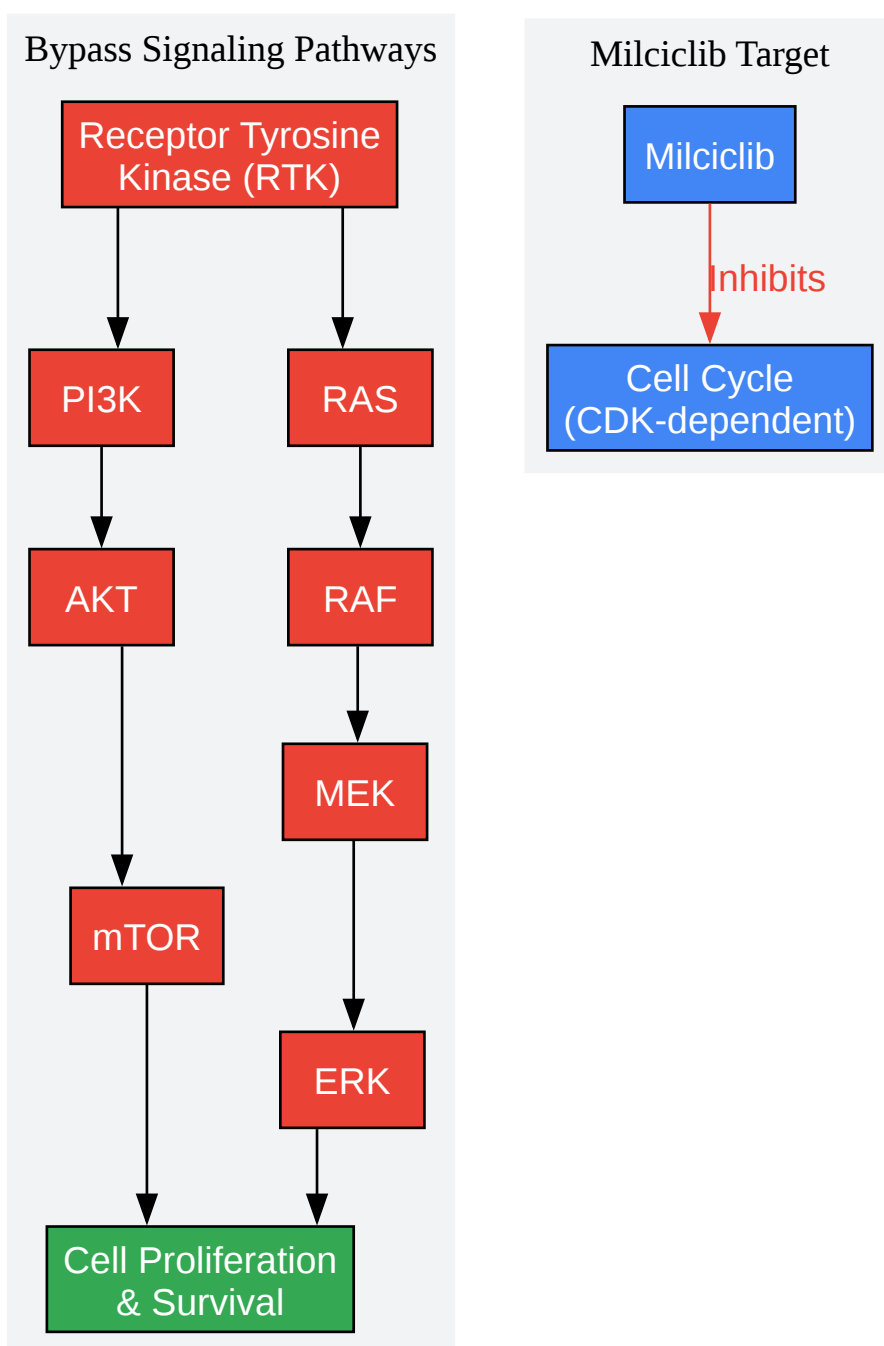 Bypass Signaling Pathways
Receptor Tyrosine
Kinase (RTK)
PI3K
RAS
AKT
RAF
MEK
mTOR
ERK
Cell Proliferation
& Survival
Milciclib Target
Milciclib
Inhibits
Cell Cycle
(CDK-dependent)